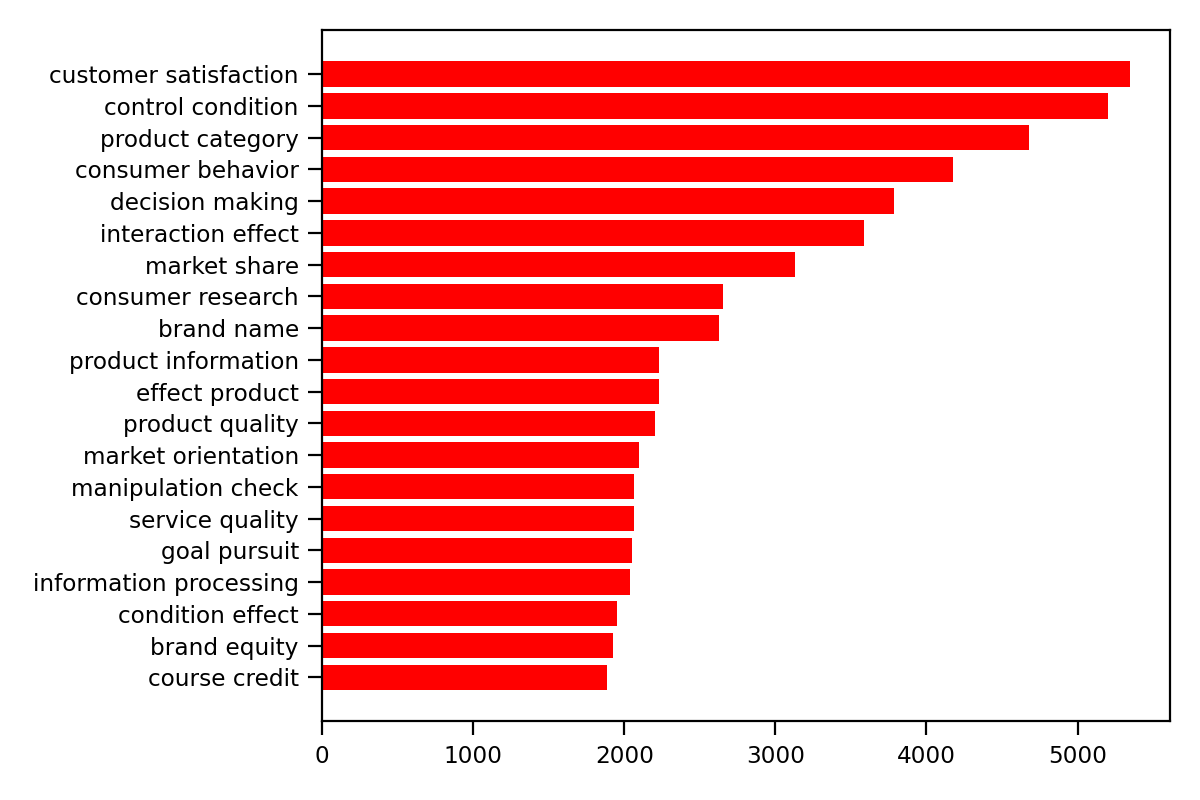 customer satisfaction
control condition
product category
consumer behavior
decision making
interaction effect
market share
consumer research
brand name
product information
effect product
product quality
market orientation
manipulation check
service quality
goal pursuit
information processing
condition effect
brand equity
course credit
0 1000 2000 3000 4000 5000